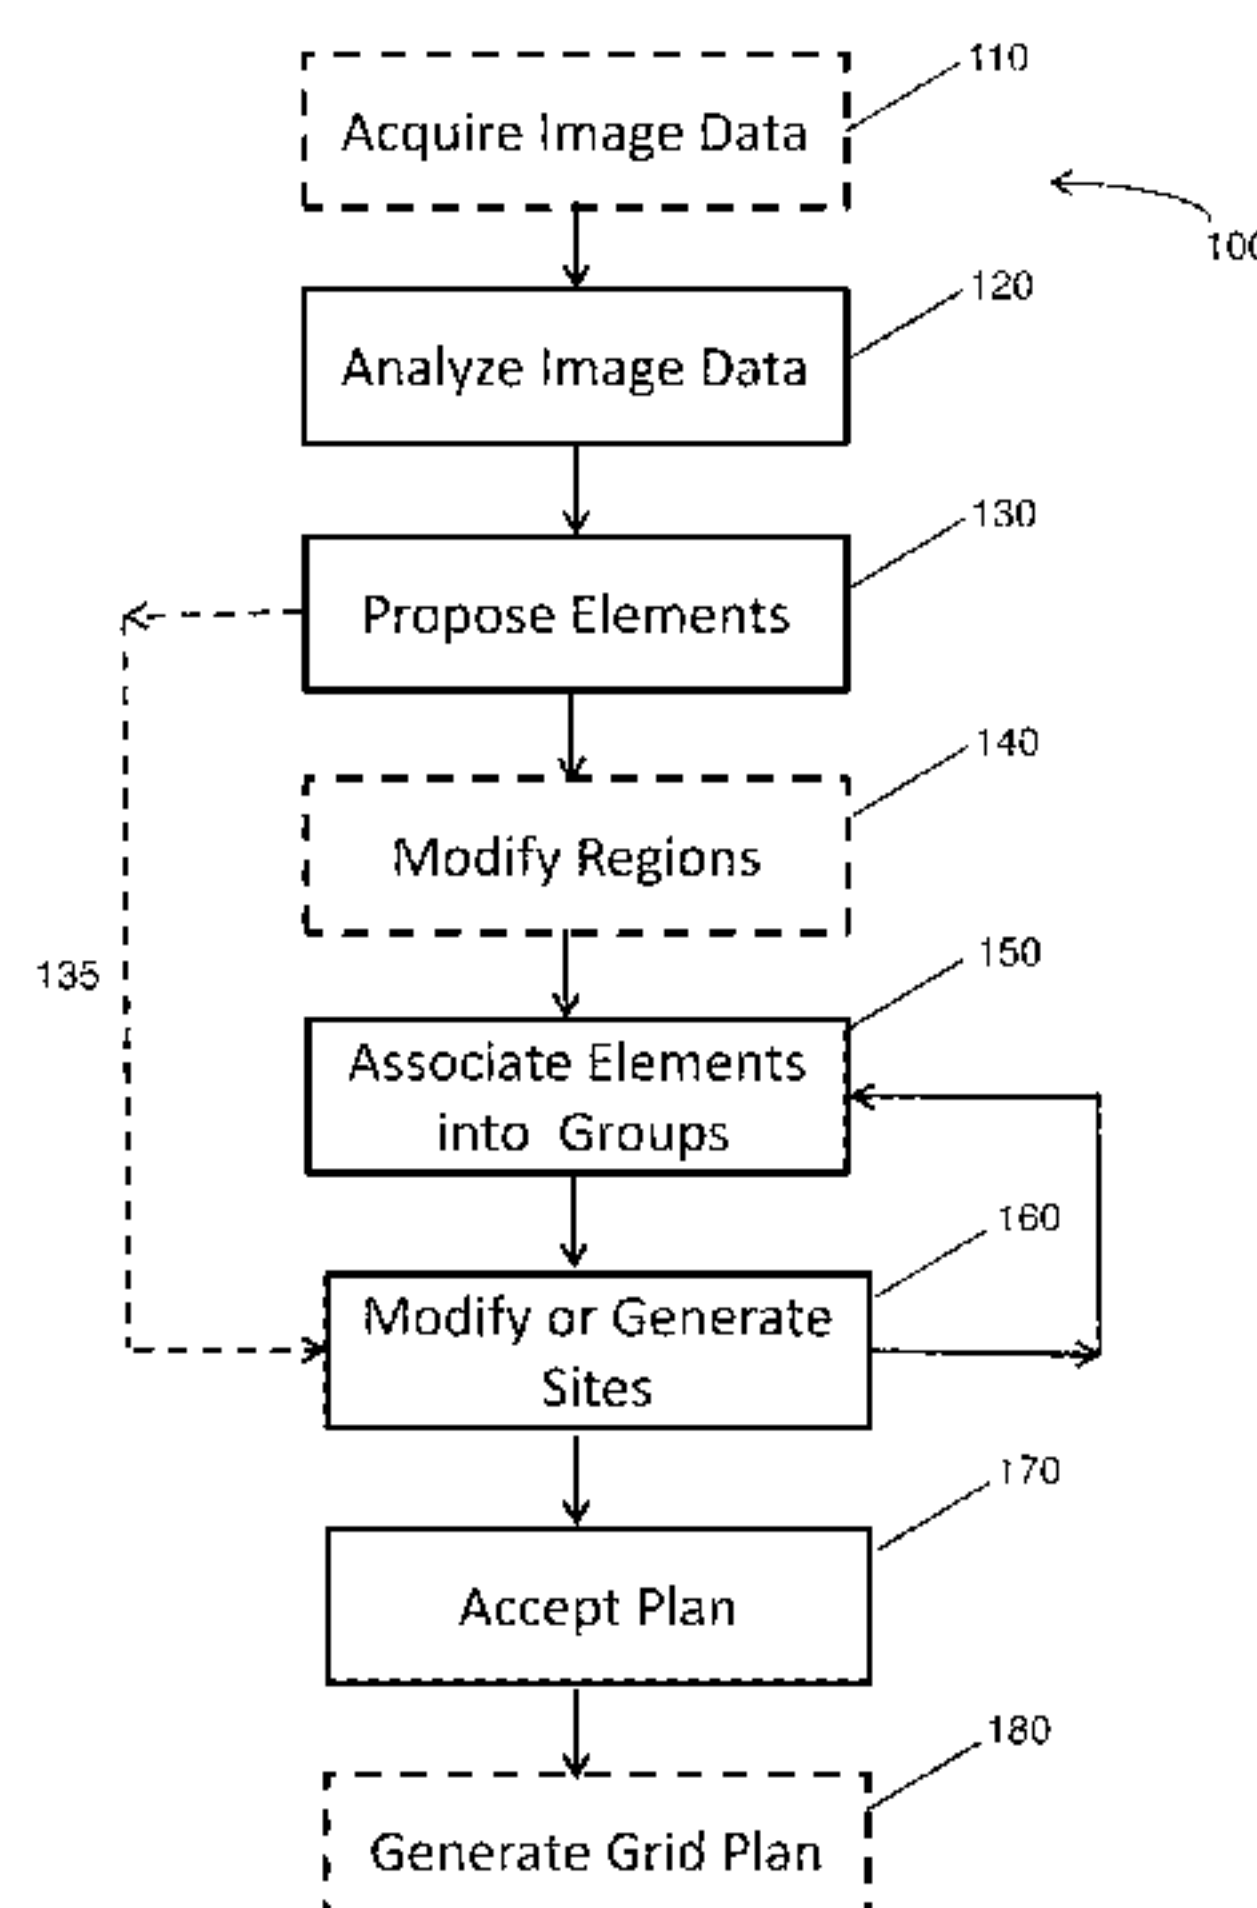 110
Acquire Image Data
100
120
Analyze Image Data
130
Propose Elements
140
Modify Regions
135
150
Associate Elements
into Groups
160
Modify or Generate
Sites
170
Accept Plan
180
Generate Grid Plan